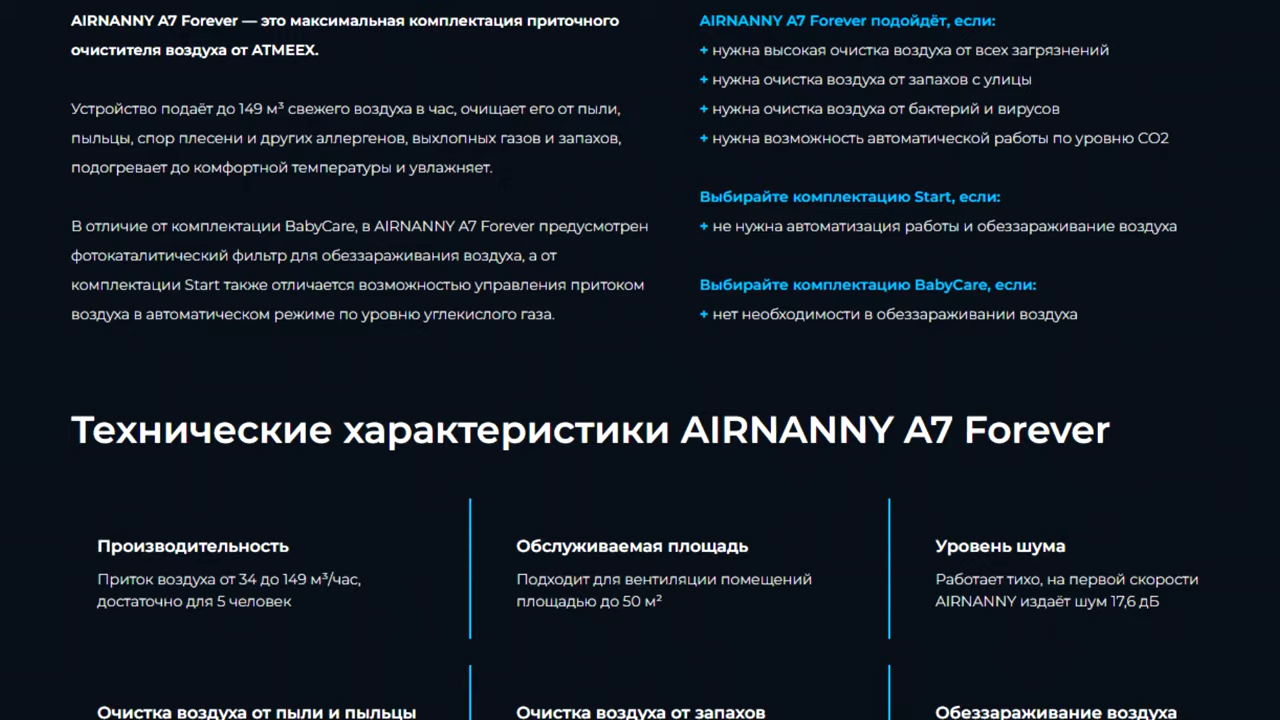 AIRNANNY A7 Forever — это максимальная комплектация приточного
очистителя воздуха от ATMEEX.
Устройство подаёт до 149 м³ свежего воздуха в час, очищает его от пыли,
пыльцы, спор плесени и других аллергенов, выхлопных газов и запахов,
подогревает до комфортной температуры и увлажняет.
В отличие от комплектации BabyCare, в AIRNANNY A7 Forever предусмотрен
фотокаталитический фильтр для обеззараживания воздуха, а от
комплектации Start также отличается возможностью управления притоком
воздуха в автоматическом режиме по уровню углекислого газа.
AIRNANNY A7 Forever подойдёт, если:
+ нужна высокая очистка воздуха от всех загрязнений
+ нужна очистка воздуха от запахов с улицы
+ нужна очистка воздуха от бактерий и вирусов
+ нужна возможность автоматической работы по уровню CO2
Выбирайте комплектацию Start, если:
+ не нужна автоматизация работы и обеззараживание воздуха
Выбирайте комплектацию BabyCare, если:
+ нет необходимости в обеззараживании воздуха
Технические характеристики AIRNANNY A7 Forever
Производительность
Приток воздуха от 34 до 149 м³/час,
достаточно для 5 человек
Обслуживаемая площадь
Подходит для вентиляции помещений
площадью до 50 м²
Уровень шума
Работает тихо, на первой скорости
AIRNANNY издаёт шум 17,6 дБ
Очистка воздуха от пыли и пыльцы
Очистка воздуха от запахов
Обеззараживание воздуха